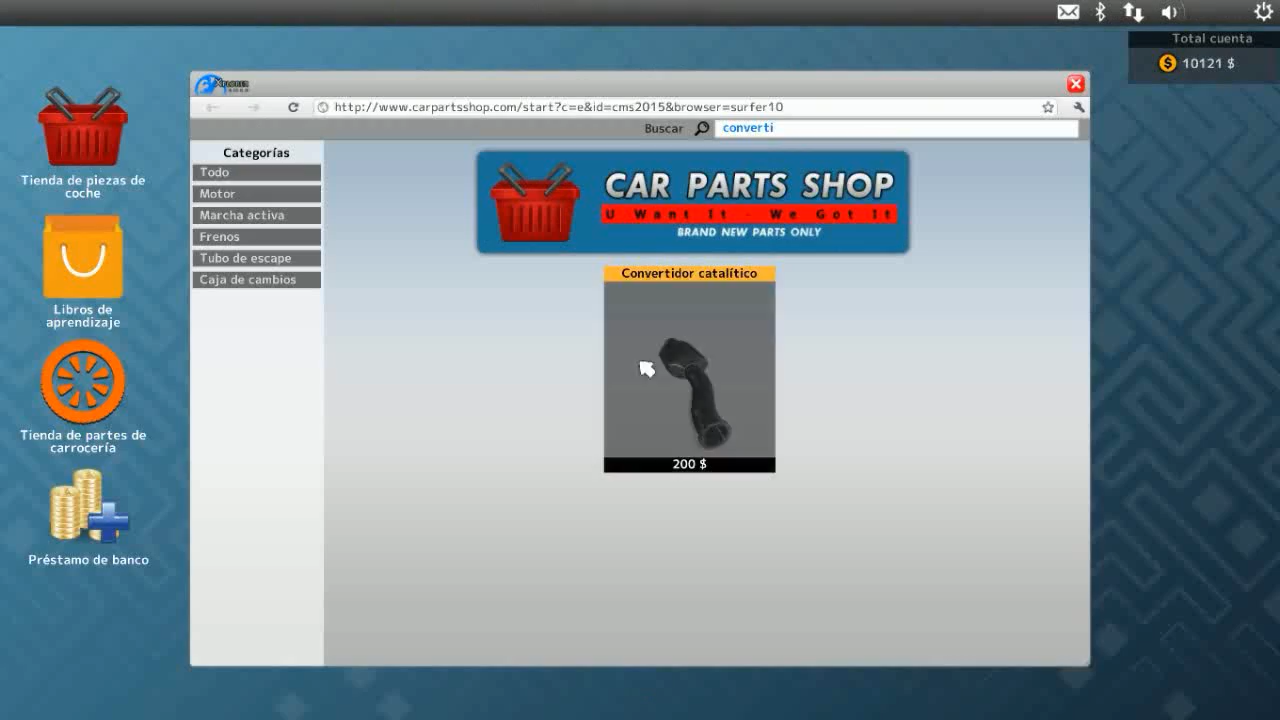 Total cuenta
10121 $
Xplorer
http://www.carpartsshop.com/start?c=e&id=cms2015&browser=surfer10
Buscar
converti
Categorías
Todo
Motor
Marcha activa
Frenos
Tubo de escape
Caja de cambios
CAR PARTS SHOP
U Want It - We Got It
BRAND NEW PARTS ONLY
Convertidor catalítico
200 $
Tienda de piezas de
coche
Libros de
aprendizaje
Tienda de partes de
carrocería
Préstamo de banco